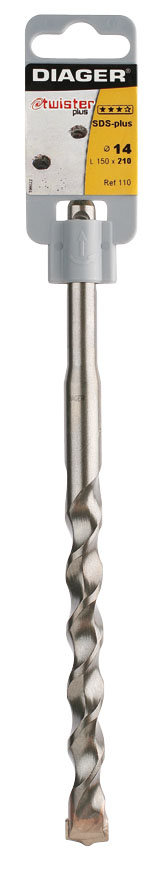 DIAGER®
twister
plus
SDS-plus
Ø 14
L 150 x 210
Ref 110